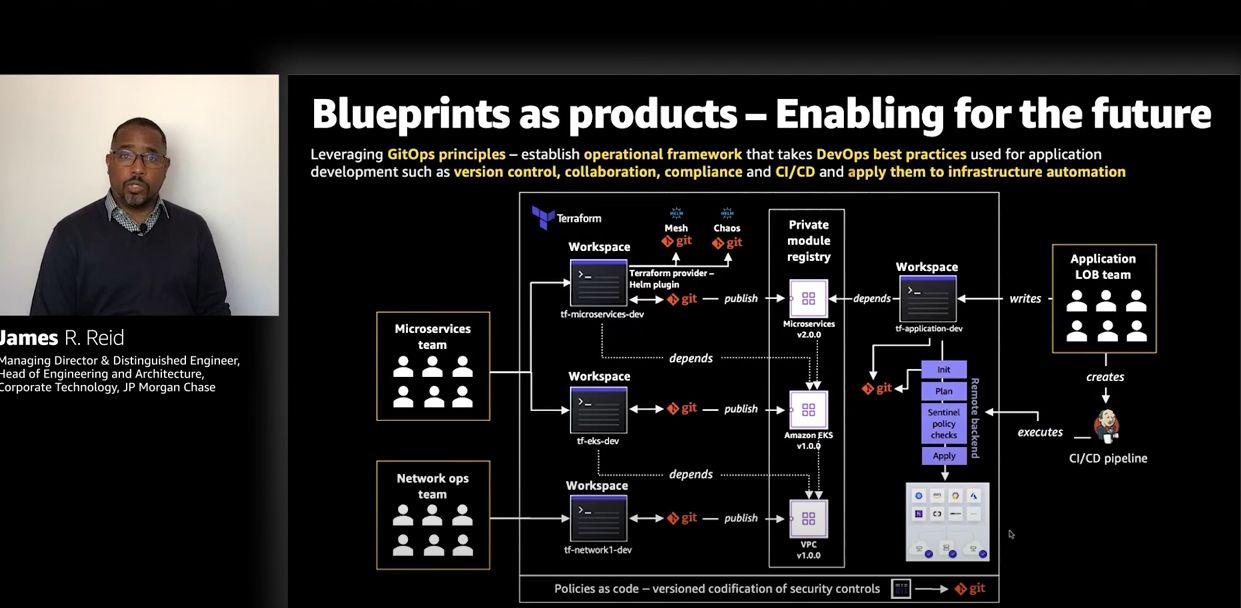 Blueprints as products – Enabling for the future
Leveraging GitOps principles – establish operational framework that takes DevOps best practices used for application
development such as version control, collaboration, compliance and CI/CD and apply them to infrastructure automation
James R. Reid
Managing Director & Distinguished Engineer,
Head of Engineering and Architecture,
Corporate Technology, JP Morgan Chase
Microservices
team
Network ops
team
Terraform
HELM
Mesh
git
HELM
Chaos
git
Workspace
Terraform provider –
Helm plugin
git
publish
tf-microservices-dev
depends
Workspace
git
publish
tf-eks-dev
depends
Workspace
git
publish
tf-network1-dev
Private
module
registry
Microservices
v2.0.0
Amazon EKS
v1.0.0
VPC
v1.0.0
depends
Workspace
tf-application-dev
git
Init
Plan
Sentinel
policy
checks
Apply
Remote backend
writes
Application
LOB team
creates
executes
CI/CD pipeline
Policies as code – versioned codification of security controls
git